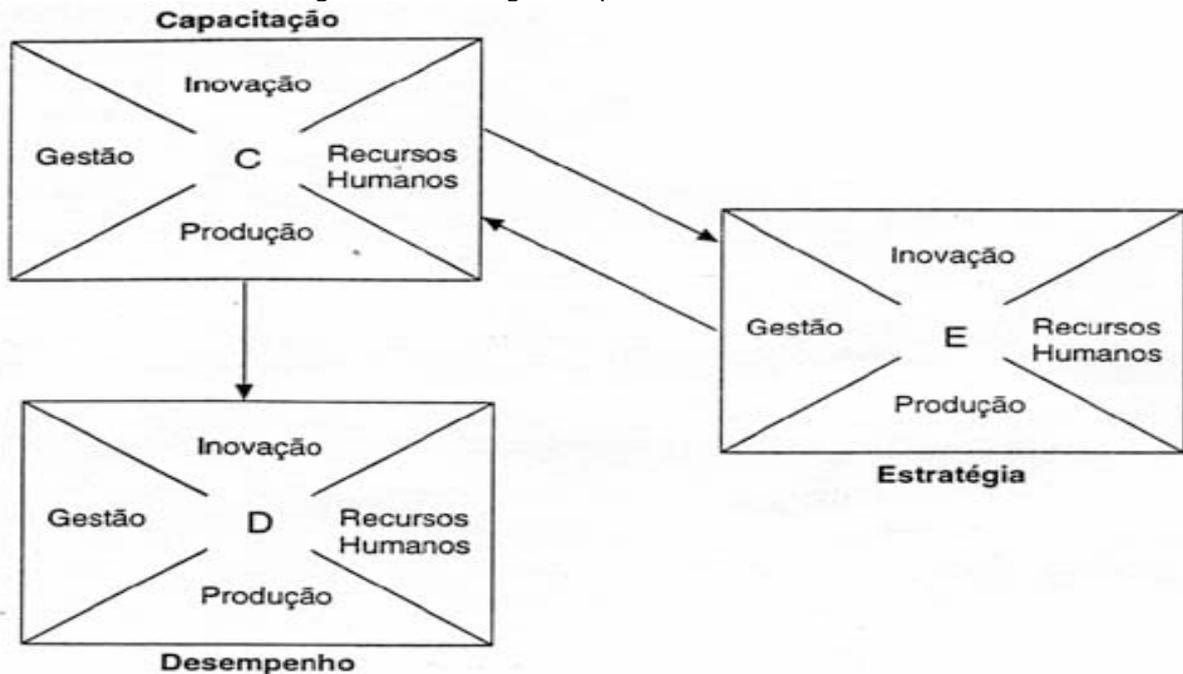 Capacitação
Inovação
Gestão
C
Recursos
Humanos
Produção
Inovação
Gestão
E
Recursos
Humanos
Produção
Estratégia
Inovação
Gestão
D
Recursos
Humanos
Produção
Desempenho